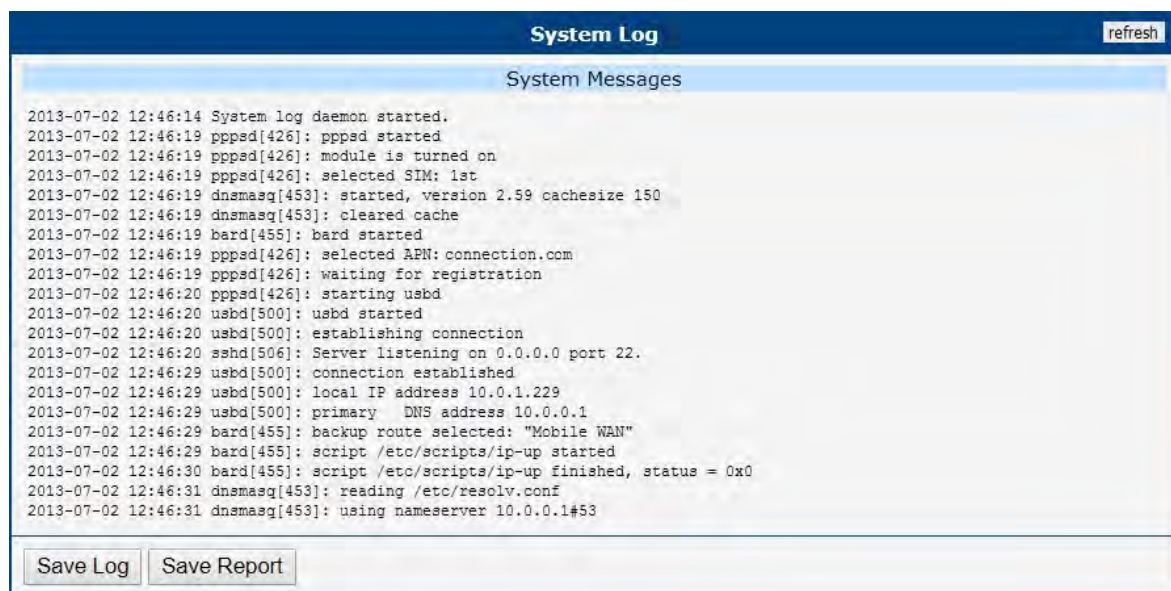 System Log
refresh
System Messages
2013-07-02 12:46:14 System log daemon started.
2013-07-02 12:46:19 pppsd[426]: pppsd started
2013-07-02 12:46:19 pppsd[426]: module is turned on
2013-07-02 12:46:19 pppsd[426]: selected SIM: 1st
2013-07-02 12:46:19 dnsmasq[453]: started, version 2.59 cachesize 150
2013-07-02 12:46:19 dnsmasq[453]: cleared cache
2013-07-02 12:46:19 bard[455]: bard started
2013-07-02 12:46:19 pppsd[426]: selected APN: connection.com
2013-07-02 12:46:19 pppsd[426]: waiting for registration
2013-07-02 12:46:20 pppsd[426]: starting usbd
2013-07-02 12:46:20 usbd[500]: usbd started
2013-07-02 12:46:20 usbd[500]: establishing connection
2013-07-02 12:46:20 sshd[506]: Server listening on 0.0.0.0 port 22.
2013-07-02 12:46:29 usbd[500]: connection established
2013-07-02 12:46:29 usbd[500]: local IP address 10.0.1.229
2013-07-02 12:46:29 usbd[500]: primary   DNS address 10.0.0.1
2013-07-02 12:46:29 bard[455]: backup route selected: "Mobile WAN"
2013-07-02 12:46:29 bard[455]: script /etc/scripts/ip-up started
2013-07-02 12:46:30 bard[455]: script /etc/scripts/ip-up finished, status = 0x0
2013-07-02 12:46:31 dnsmasq[453]: reading /etc/resolv.conf
2013-07-02 12:46:31 dnsmasq[453]: using nameserver 10.0.0.1#53
Save Log
Save Report